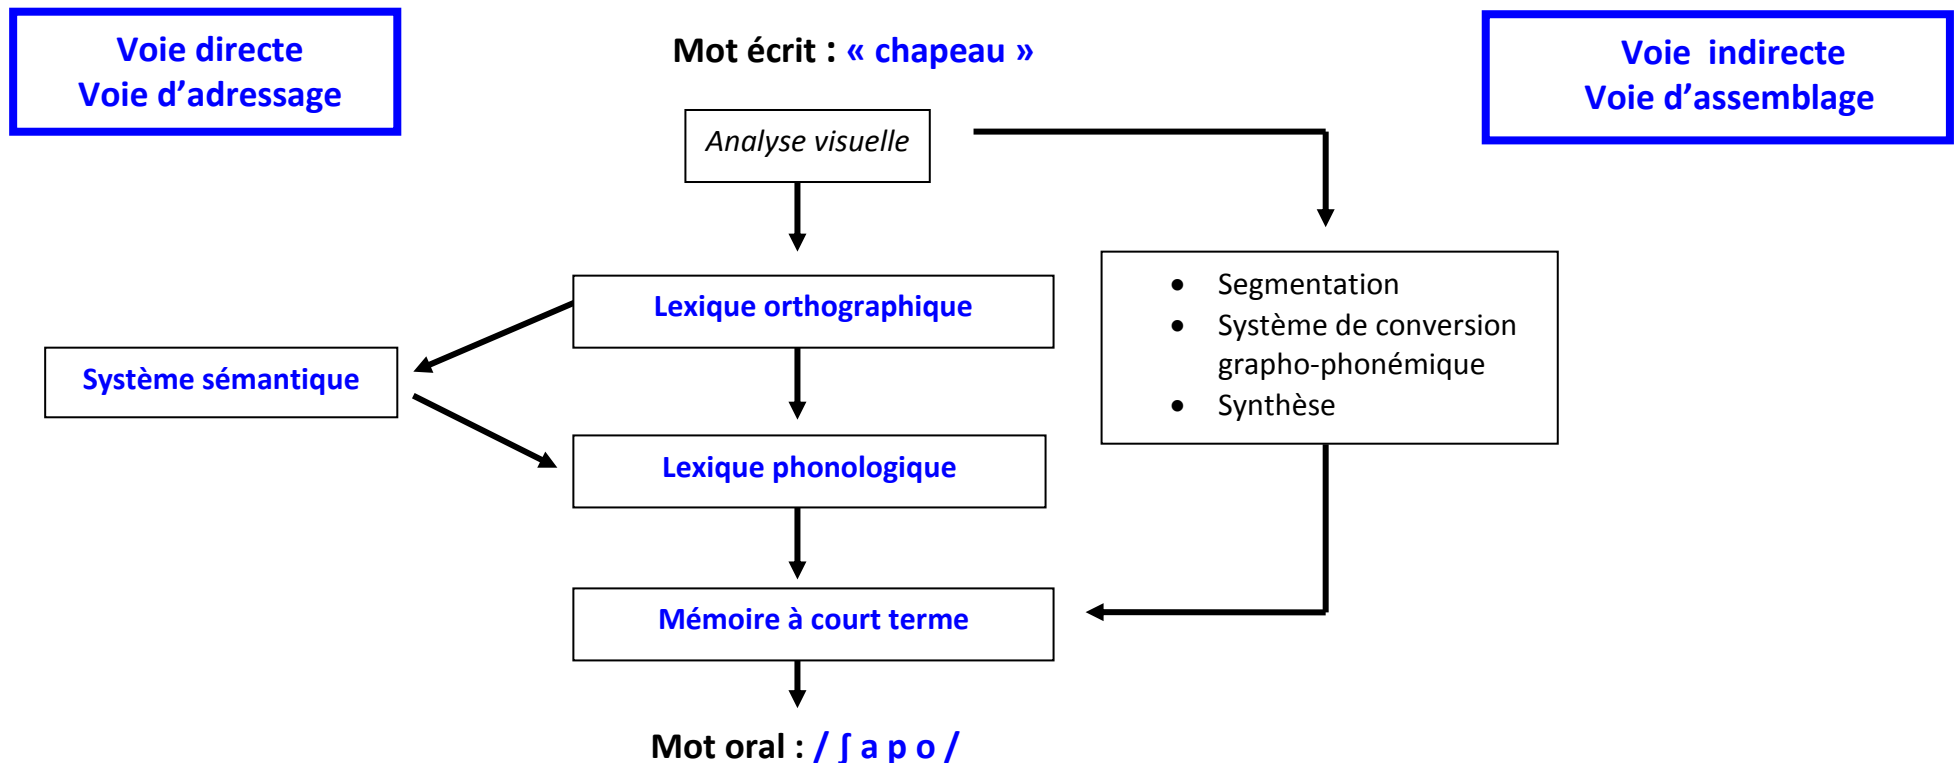 Voie directe
Voie d’adressage
Mot écrit : « chapeau »
Voie indirecte
Voie d’assemblage
Analyse visuelle
Lexique orthographique
• Segmentation
• Système de conversion
grapho-phonémique
• Synthèse
Système sémantique
Lexique phonologique
Mémoire à court terme
Mot oral : / ʃ a p o /